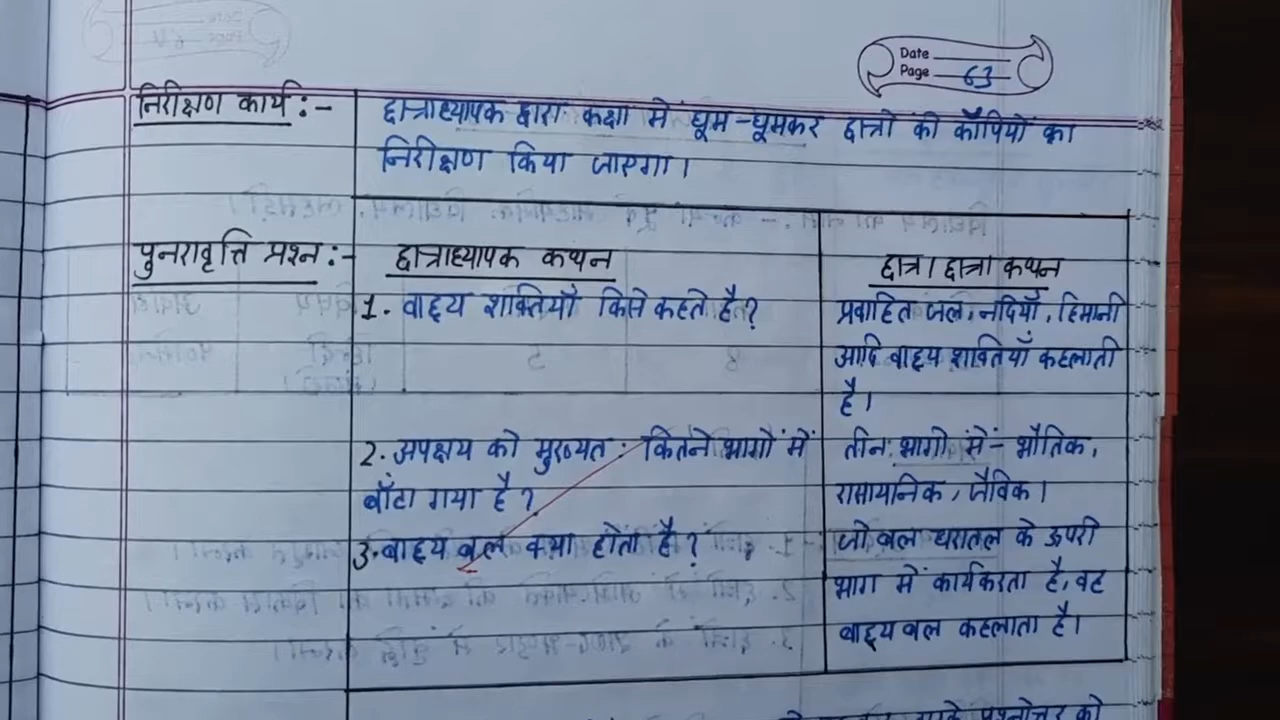 Date
Page 63
निरीक्षण कार्य :-
छात्राध्यापक द्वारा कक्षा में घूम-घूमकर छात्रों की कॉपियों का
निरीक्षण किया जाएगा।
पुनरावृत्ति प्रश्न :-
छात्राध्यापक कथन
छात्र। छात्रा कथन
1. वाह्य शक्तियाँ किसे कहते है?
प्रवाहित जल, नदियाँ, हिमानी
आदि वाह्य शक्तियाँ कहलाती
है।
2. अपक्षय को मुख्यत: कितने भागों में
बाँटा गया है?
तीन भागो में - भौतिक,
रासायनिक, जैविक।
3. बाह्य बल क्या होता है?
जो बल धरातल के ऊपरी
भाग में कार्य करता है, वह
बाह्य बल कहलाता है।
प्रश्नोत्तर को